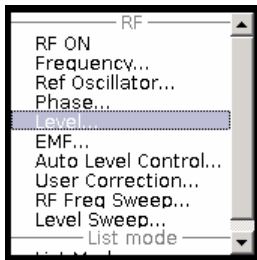 RF
RF ON
Frequency...
Ref Oscillator...
Phase...
Level...
EMF...
Auto Level Control...
User Correction...
RF Freq Sweep...
Level Sweep...
List mode